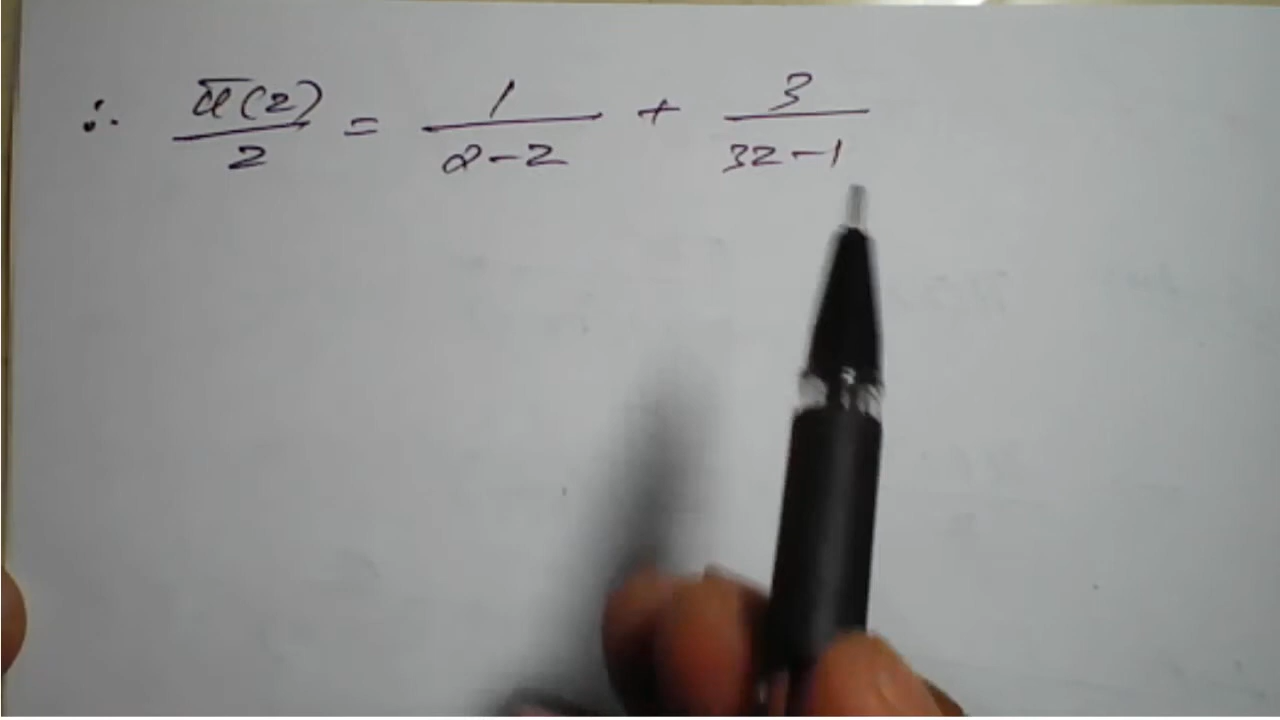 ∴ ū(z)/z = 1/(2-z) + 3/(3z-1)